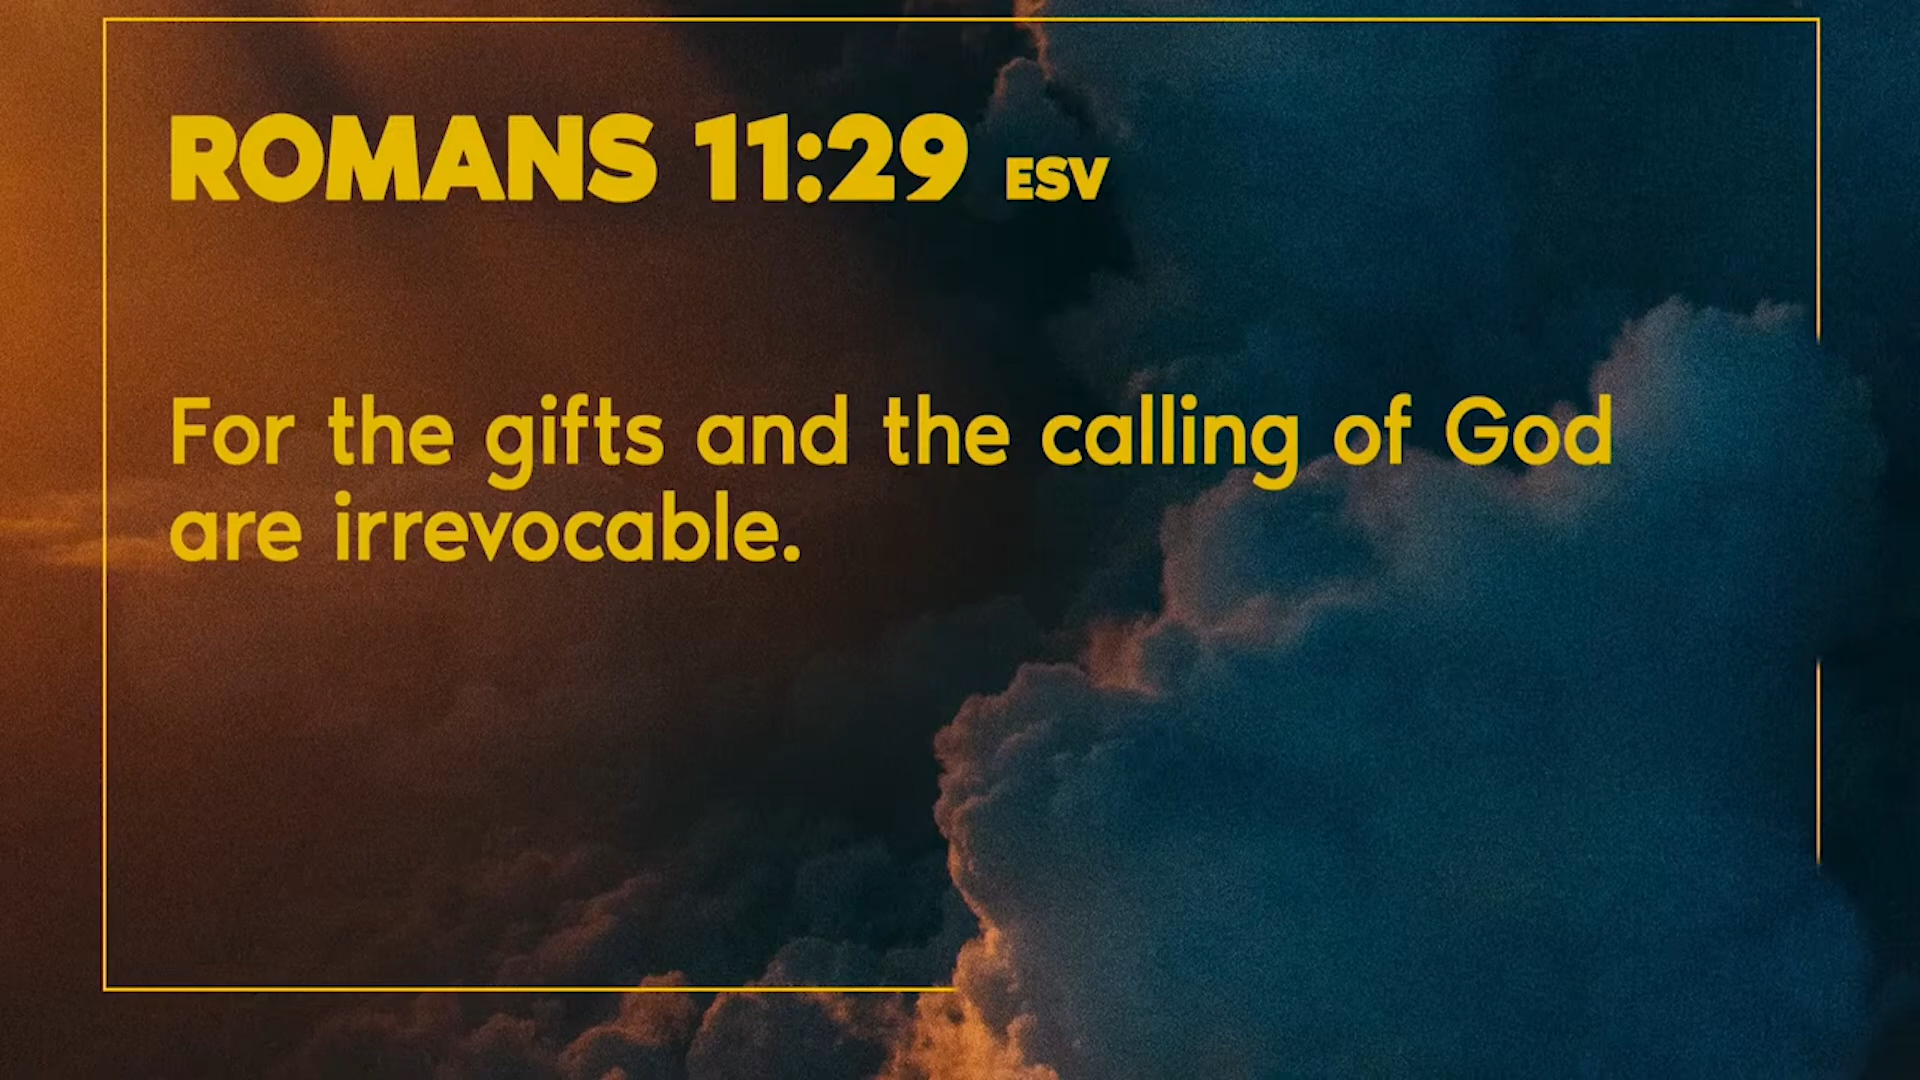 ROMANS 11:29 ESV
For the gifts and the calling of God
are irrevocable.